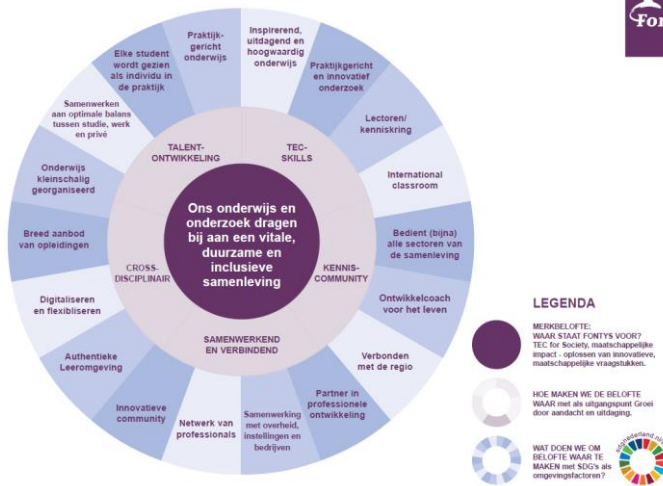 Fon
Inspirerend,
uitdagend en
hoogwaardig
onderwijs
Praktijkgericht
en innovatief
onderzoek
Lectoren/
kenniskring
International
classroom
Bedient (bijna)
alle sectoren van
de samenleving
Ontwikkelcoach
voor het leven
Verbonden
met de regio
Partner in
professionele
ontwikkeling
Samenwerking
met overheid,
instellingen en
bedrijven
Netwerk van
professionals
Innovatieve
community
Authentieke
Leeromgeving
Digitaliseren
en flexibliseren
Breed aanbod
van opleidingen
Onderwijs
kleinschalig
georganiseerd
Samenwerken
aan optimale balans
tussen studie, werk
en privé
Elke student
wordt gezien
als individu in
de praktijk
Praktijk-
gericht
onderwijs
TALENT-
ONTWIKKELING
TEC-
SKILLS
KENNIS-
COMMUNITY
SAMENWERKEND
EN VERBINDEND
CROSS-
DISCIPLINAIR
Ons onderwijs en
onderzoek dragen
bij aan een vitale,
duurzame en
inclusieve
samenleving
LEGENDA
MERKBELOFTE:
WAAR STAAT FONTYS VOOR?
TEC for Society, maatschappelijke
impact - oplossen van innovatieve,
maatschappelijke vraagstukken.
HOE MAKEN WE DE BELOFTE
WAAR met als uitgangspunt Groei
door aandacht en uitdaging.
WAT DOEN WE OM
BELOFTE WAAR TE
MAKEN met SDG's als
omgevingsfactoren?
sdgnederland.nl